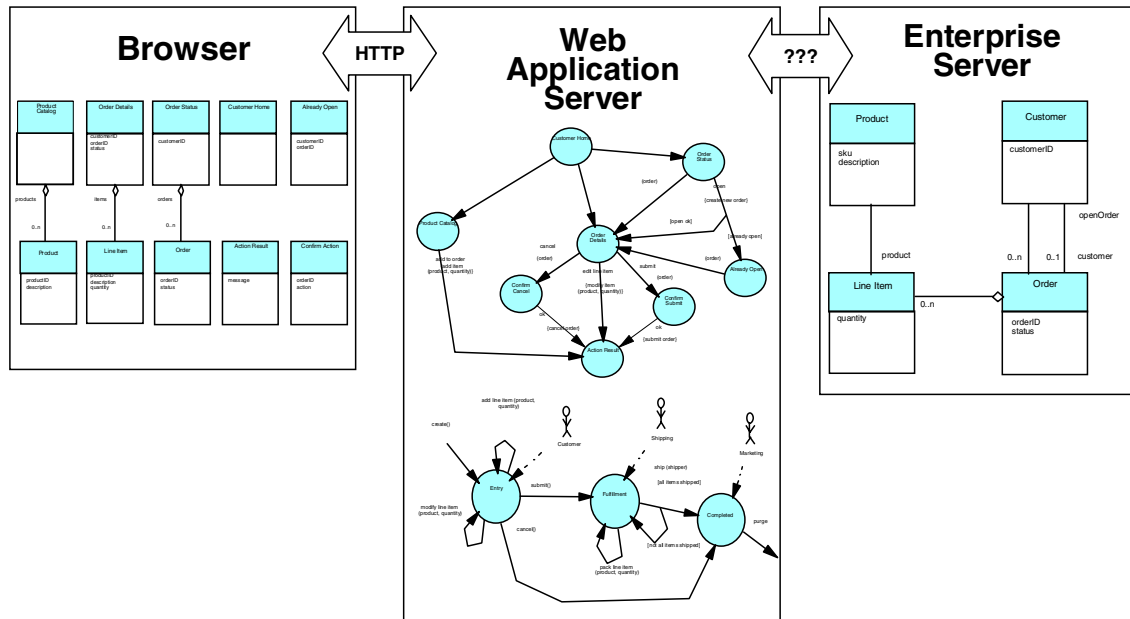 Browser
HTTP
Web
Application
Server
???
Enterprise
Server
Product
Catalog
Order Details
customerID
orderID
status
Order Status
customerID
Customer Home
Already Open
customerID
orderID
products
0..n
items
0..n
orders
0..n
Product
productID
description
Line Item
productID
description
quantity
Order
orderID
status
Action Result
message
Confirm Action
orderID
action
Customer Home
Order
Status
open
(order)
[create new order]
[open ok]
[already open]
Product Catalog
Order
Details
Already Open
(order)
add to order
add item
(product, quantity)]
cancel
(order)
edit line item
[modify item
(product, quantity)]
submit
(order)
Confirm
Cancel
Confirm
Submit
ok
[cancel order]
ok
[submit order]
Action Result
add line item (product,
quantity)
create()
Customer
Shipping
Marketing
Entry
submit()
Fulfillment
ship (shipper)
[all items shipped]
Completed
modify line item
(product, quantity)
cancel()
[not all items shipped]
pack line item
(product, quantity)
purge
Product
sku
description
Customer
customerID
product
openOrder
0..n
0..1
customer
Line Item
quantity
0..n
Order
orderID
status